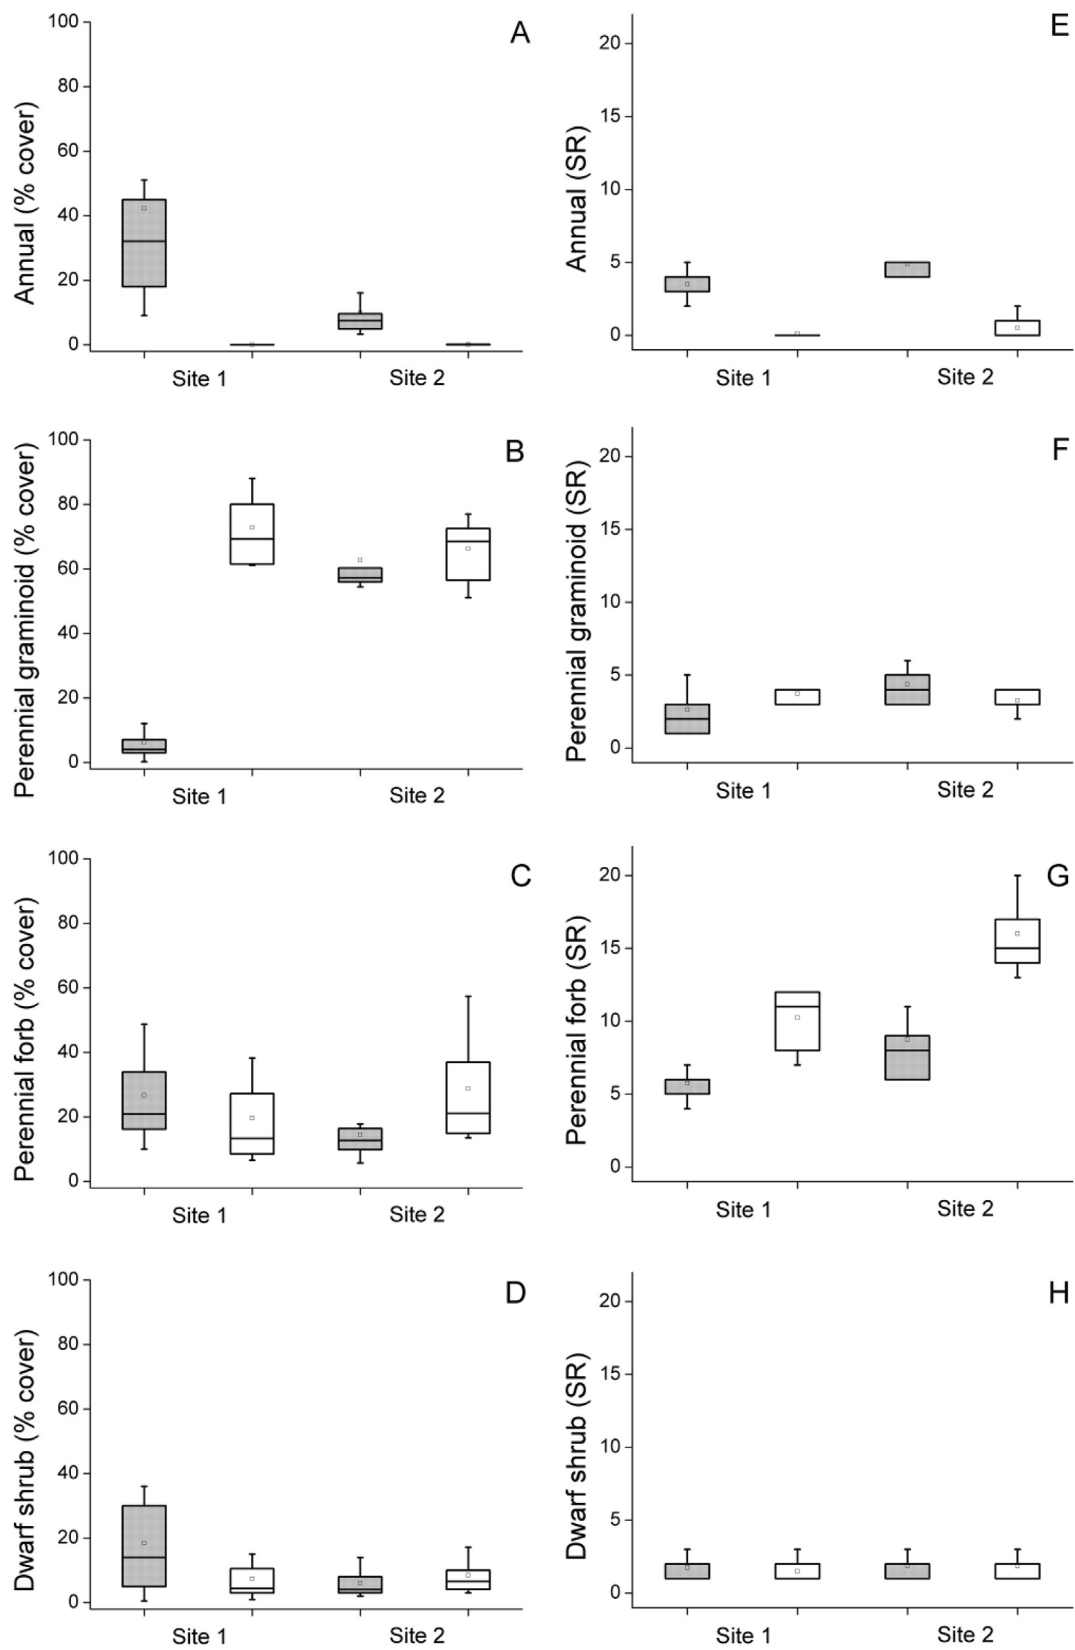 A
Annual (% cover)
100
80
60
40
20
0
Site 1
Site 2
E
Annual (SR)
20
15
10
5
0
Site 1
Site 2
B
Perennial graminoid (% cover)
100
80
60
40
20
0
Site 1
Site 2
F
Perennial graminoid (SR)
20
15
10
5
0
Site 1
Site 2
C
Perennial forb (% cover)
100
80
60
40
20
0
Site 1
Site 2
G
Perennial forb (SR)
20
15
10
5
0
Site 1
Site 2
D
Dwarf shrub (% cover)
100
80
60
40
20
0
Site 1
Site 2
H
Dwarf shrub (SR)
20
15
10
5
0
Site 1
Site 2